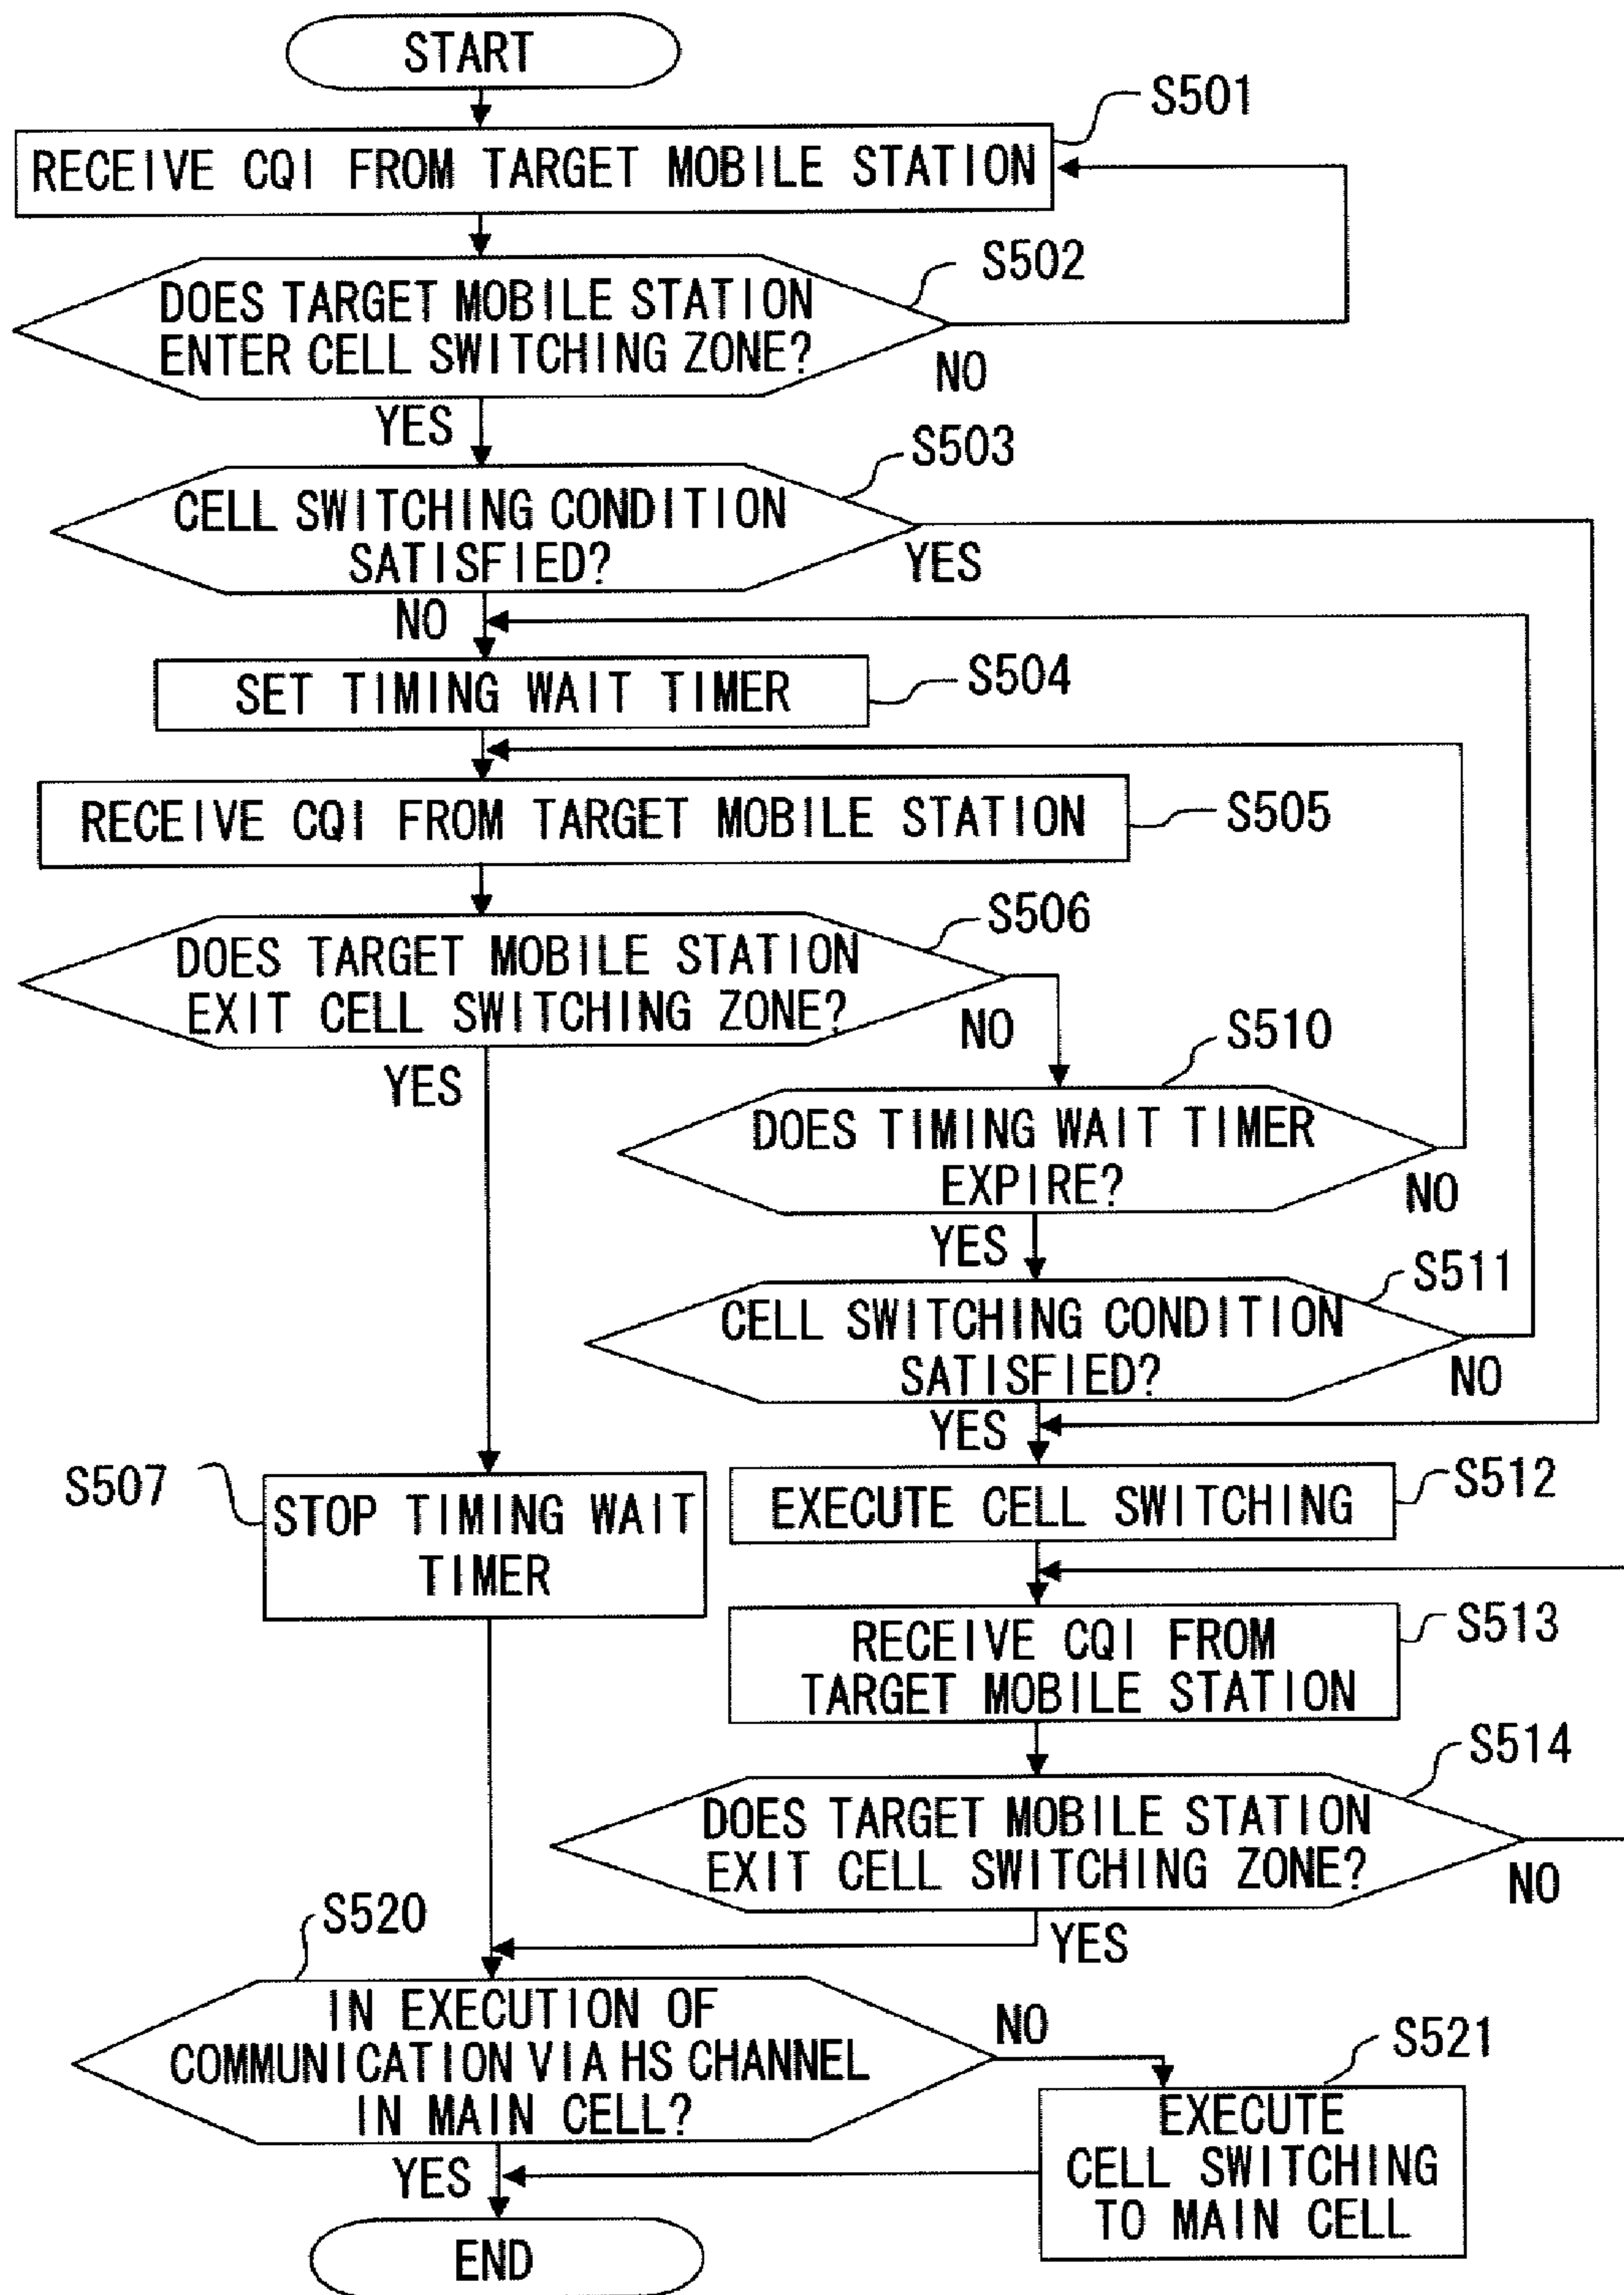 START
S501
RECEIVE CQI FROM TARGET MOBILE STATION
S502
DOES TARGET MOBILE STATION
ENTER CELL SWITCHING ZONE?
NO
YES
S503
CELL SWITCHING CONDITION
SATISFIED?
YES
NO
S504
SET TIMING WAIT TIMER
S505
RECEIVE CQI FROM TARGET MOBILE STATION
S506
DOES TARGET MOBILE STATION
EXIT CELL SWITCHING ZONE?
NO
YES
S510
DOES TIMING WAIT TIMER
EXPIRE?
NO
YES
S511
CELL SWITCHING CONDITION
SATISFIED?
NO
YES
S507
STOP TIMING WAIT
TIMER
S512
EXECUTE CELL SWITCHING
S513
RECEIVE CQI FROM
TARGET MOBILE STATION
S514
DOES TARGET MOBILE STATION
EXIT CELL SWITCHING ZONE?
NO
YES
S520
IN EXECUTION OF
COMMUNICATION VIA HS CHANNEL
IN MAIN CELL?
NO
YES
S521
EXECUTE
CELL SWITCHING
TO MAIN CELL
END